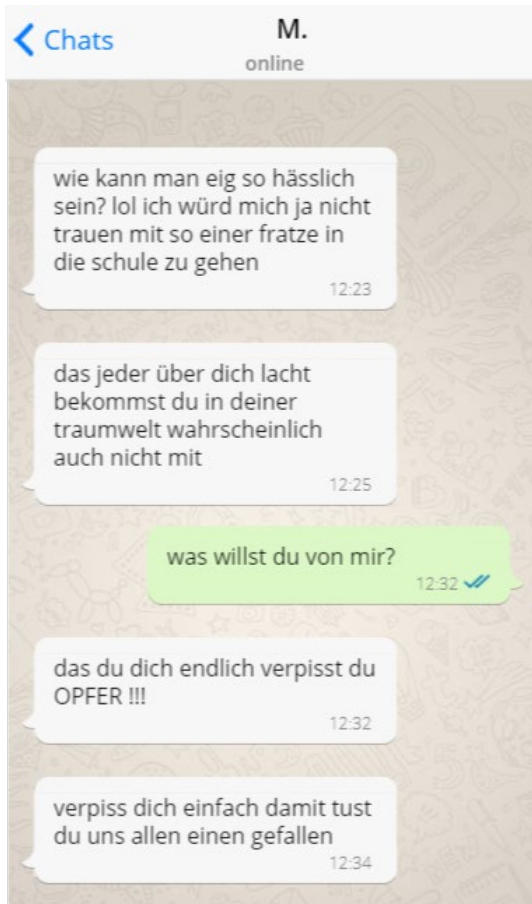 Chats
M.
online
wie kann man eig so hässlich
sein? lol ich würd mich ja nicht
trauen mit so einer fratze in
die schule zu gehen
12:23
das jeder über dich lacht
bekommst du in deiner
traumwelt wahrscheinlich
auch nicht mit
12:25
was willst du von mir?
12:32
das du dich endlich verpisst du
OPFER !!!
12:32
verpiss dich einfach damit tust
du uns allen einen gefallen
12:34